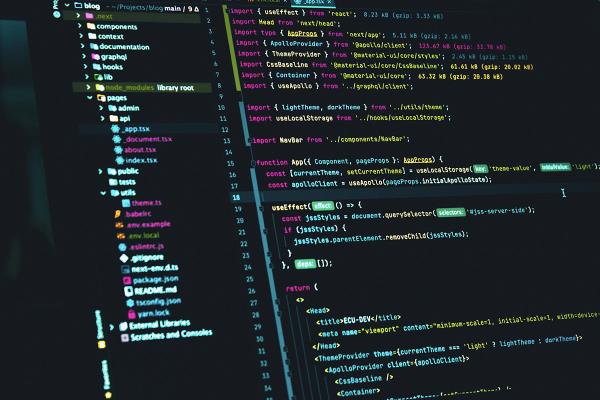 blog ~/Projects/blog main / 9 Δ
.next
components
context
documentation
graphql
hooks
lib
node_modules library root
pages
admin
api
_app.tsx
_document.tsx
about.tsx
index.tsx
public
tests
utils
theme.ts
.babelrc
.env.example
.env.local
.eslintrc.js
.gitignore
next-env.d.ts
package.json
README.md
tsconfig.json
yarn.lock
External Libraries
Scratches and Consoles
Structure
Favorites
_app.tsx
import { useEffect } from 'react'; 8.23 kB (gzip: 3.33 kB)
import Head from 'next/head';
import type { AppProps } from 'next/app'; 5.11 kB (gzip: 2.16 kB)
import { ApolloProvider } from '@apollo/client'; 123.67 kB (gzip: 33.78 kB)
import { ThemeProvider } from '@material-ui/core/styles'; 2.45 kB (gzip: 1.15 kB)
import CssBaseline from '@material-ui/core/CssBaseline'; 61.61 kB (gzip: 20.02 kB)
import { Container } from '@material-ui/core'; 63.32 kB (gzip: 20.38 kB)
import { useApollo } from '../graphql/client';
import { lightTheme, darkTheme } from '../utils/theme';
import useLocalStorage from '../hooks/useLocalStorage';
import NavBar from '../components/NavBar';
function App({ Component, pageProps }: AppProps) {
const [currentTheme, setCurrentTheme] = useLocalStorage( key: 'theme-value', initialValue: 'light');
const apolloClient = useApollo(pageProps.initialApolloState);
18
useEffect( effect: () => {
const jssStyles = document.querySelector( selectors: '#jss-server-side');
if (jssStyles) {
jssStyles.parentElement.removeChild(jssStyles);
}
}, deps: []);
return (
<>
<Head>
<title>ECU-DEV</title>
<meta name="viewport" content="minimum-scale=1, initial-scale=1, width=device-
</Head>
<ThemeProvider theme={currentTheme === 'light' ? lightTheme : darkTheme}>
<ApolloProvider client={apolloClient}>
<CssBaseline />
<Container>